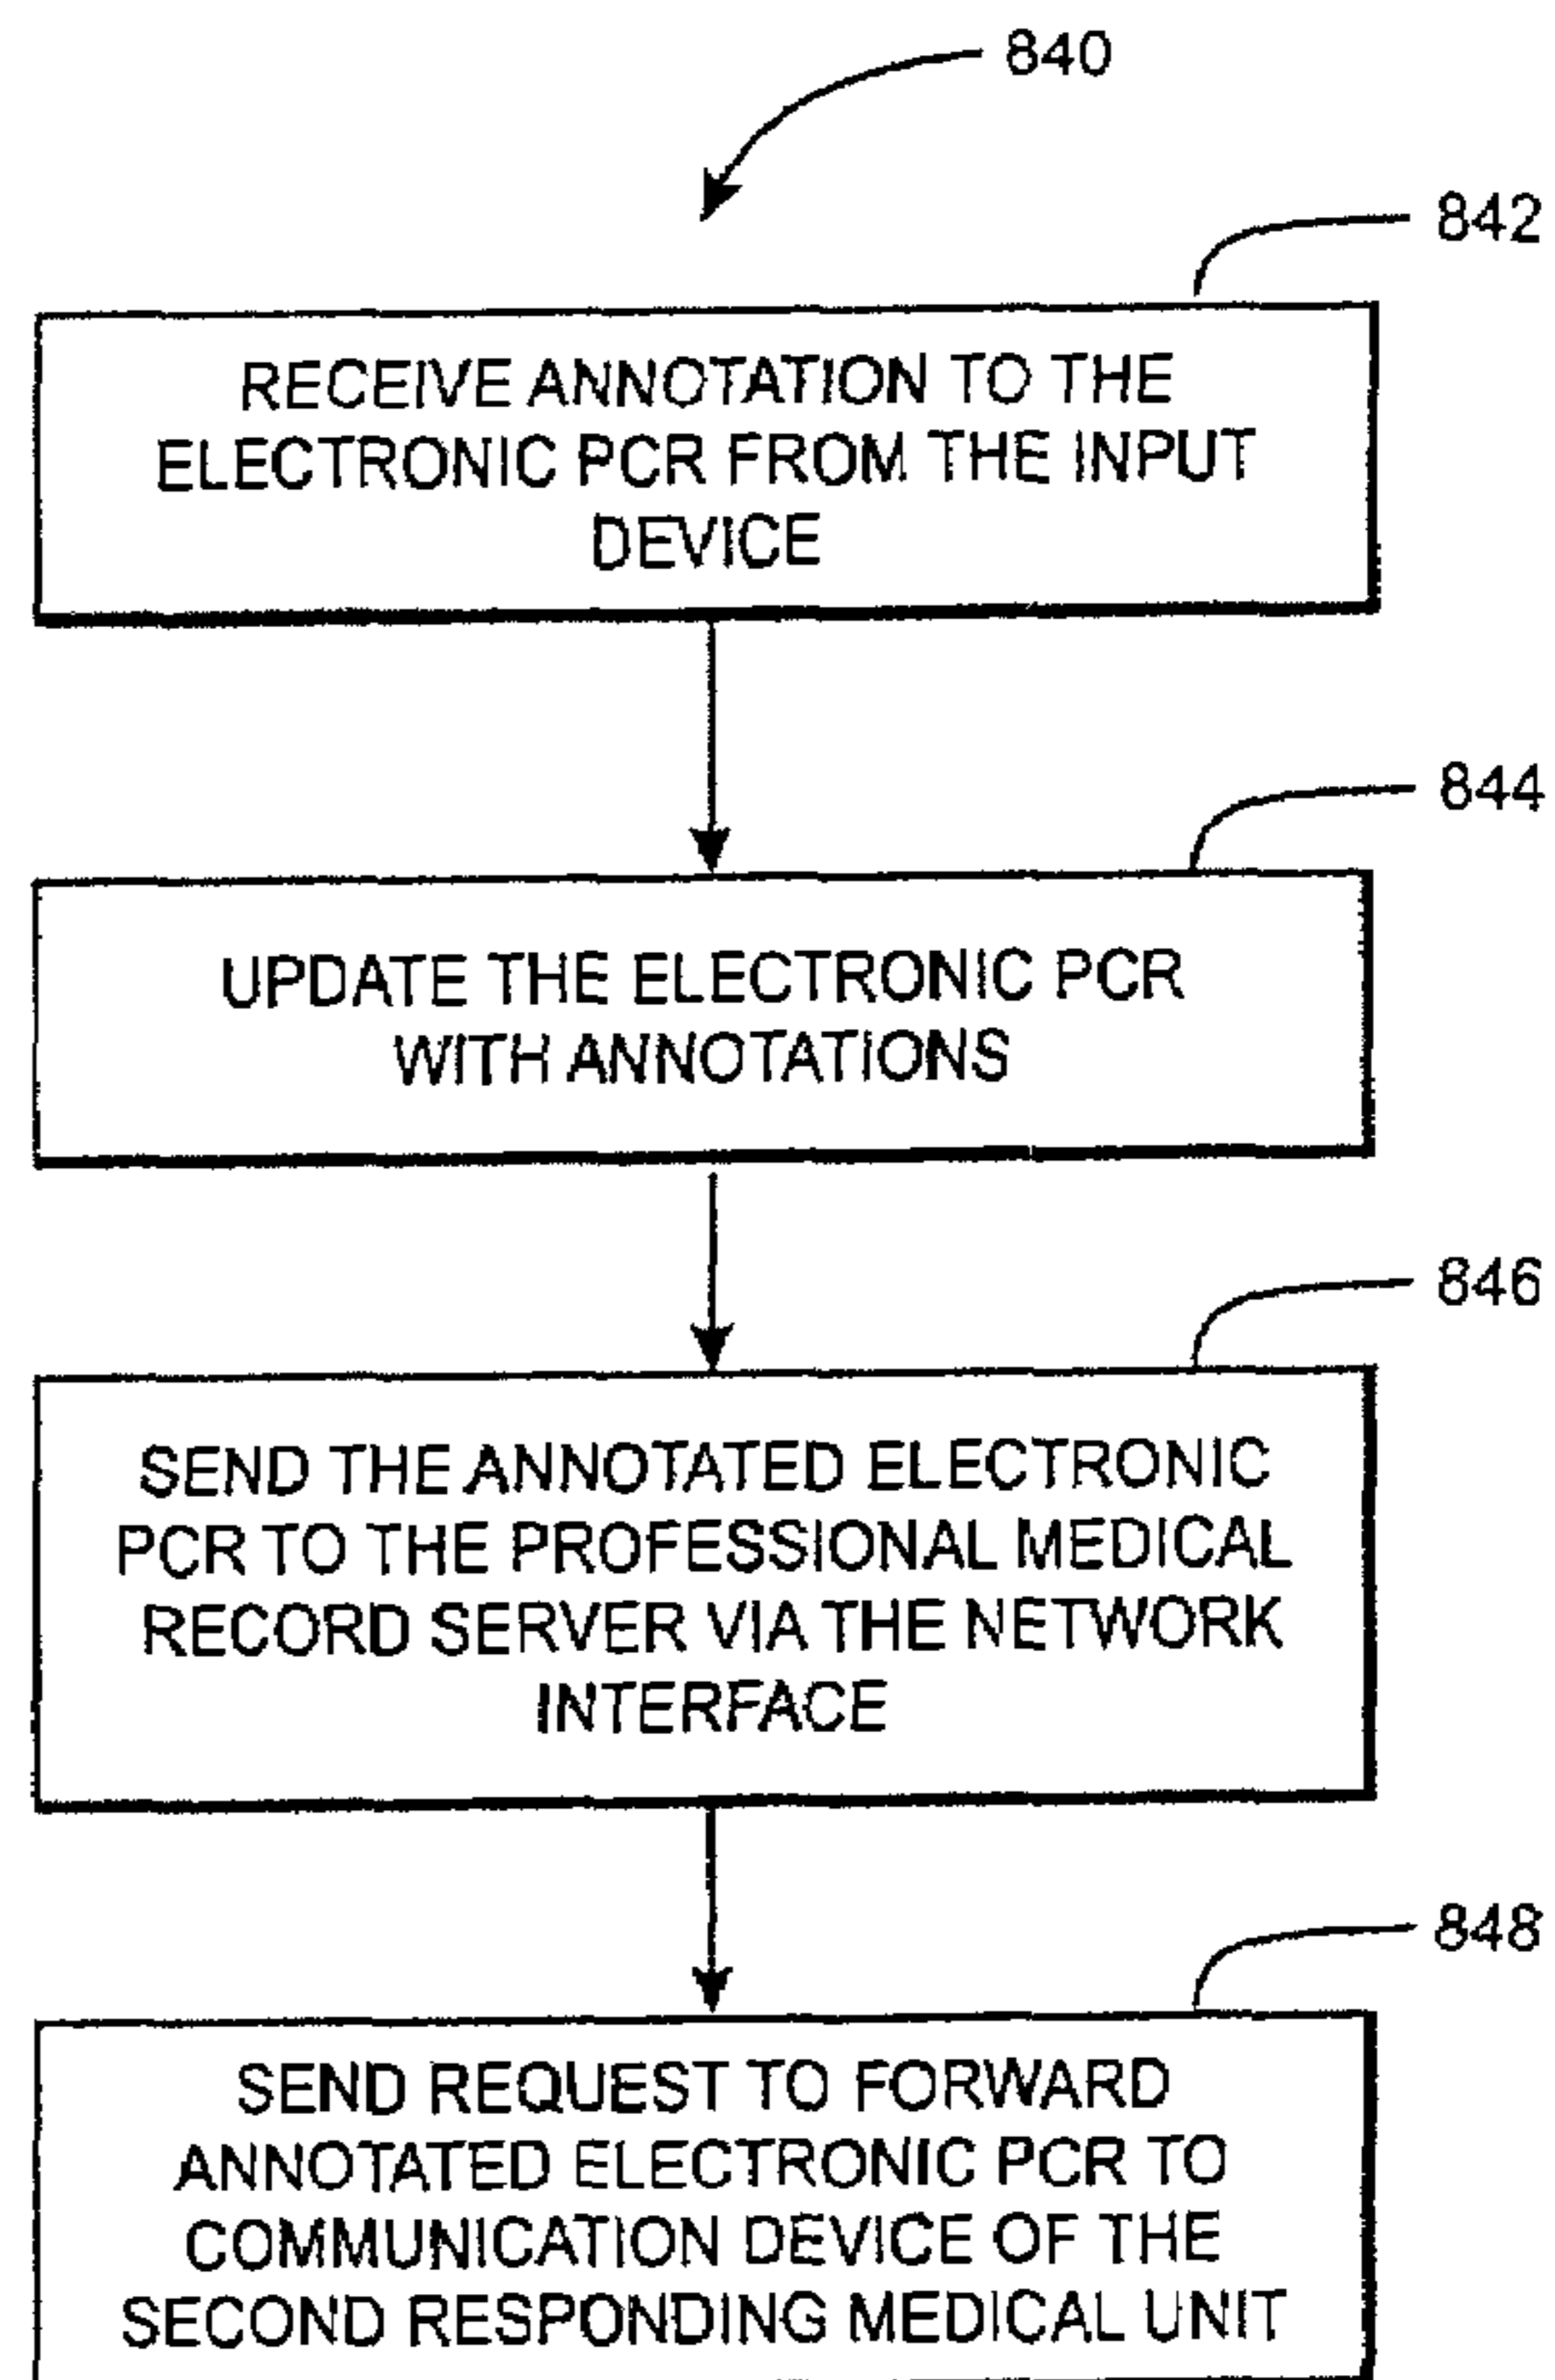 840
842
RECEIVE ANNOTATION TO THE
ELECTRONIC PCR FROM THE INPUT
DEVICE
844
UPDATE THE ELECTRONIC PCR
WITH ANNOTATIONS
846
SEND THE ANNOTATED ELECTRONIC
PCR TO THE PROFESSIONAL MEDICAL
RECORD SERVER VIA THE NETWORK
INTERFACE
848
SEND REQUEST TO FORWARD
ANNOTATED ELECTRONIC PCR TO
COMMUNICATION DEVICE OF THE
SECOND RESPONDING MEDICAL UNIT